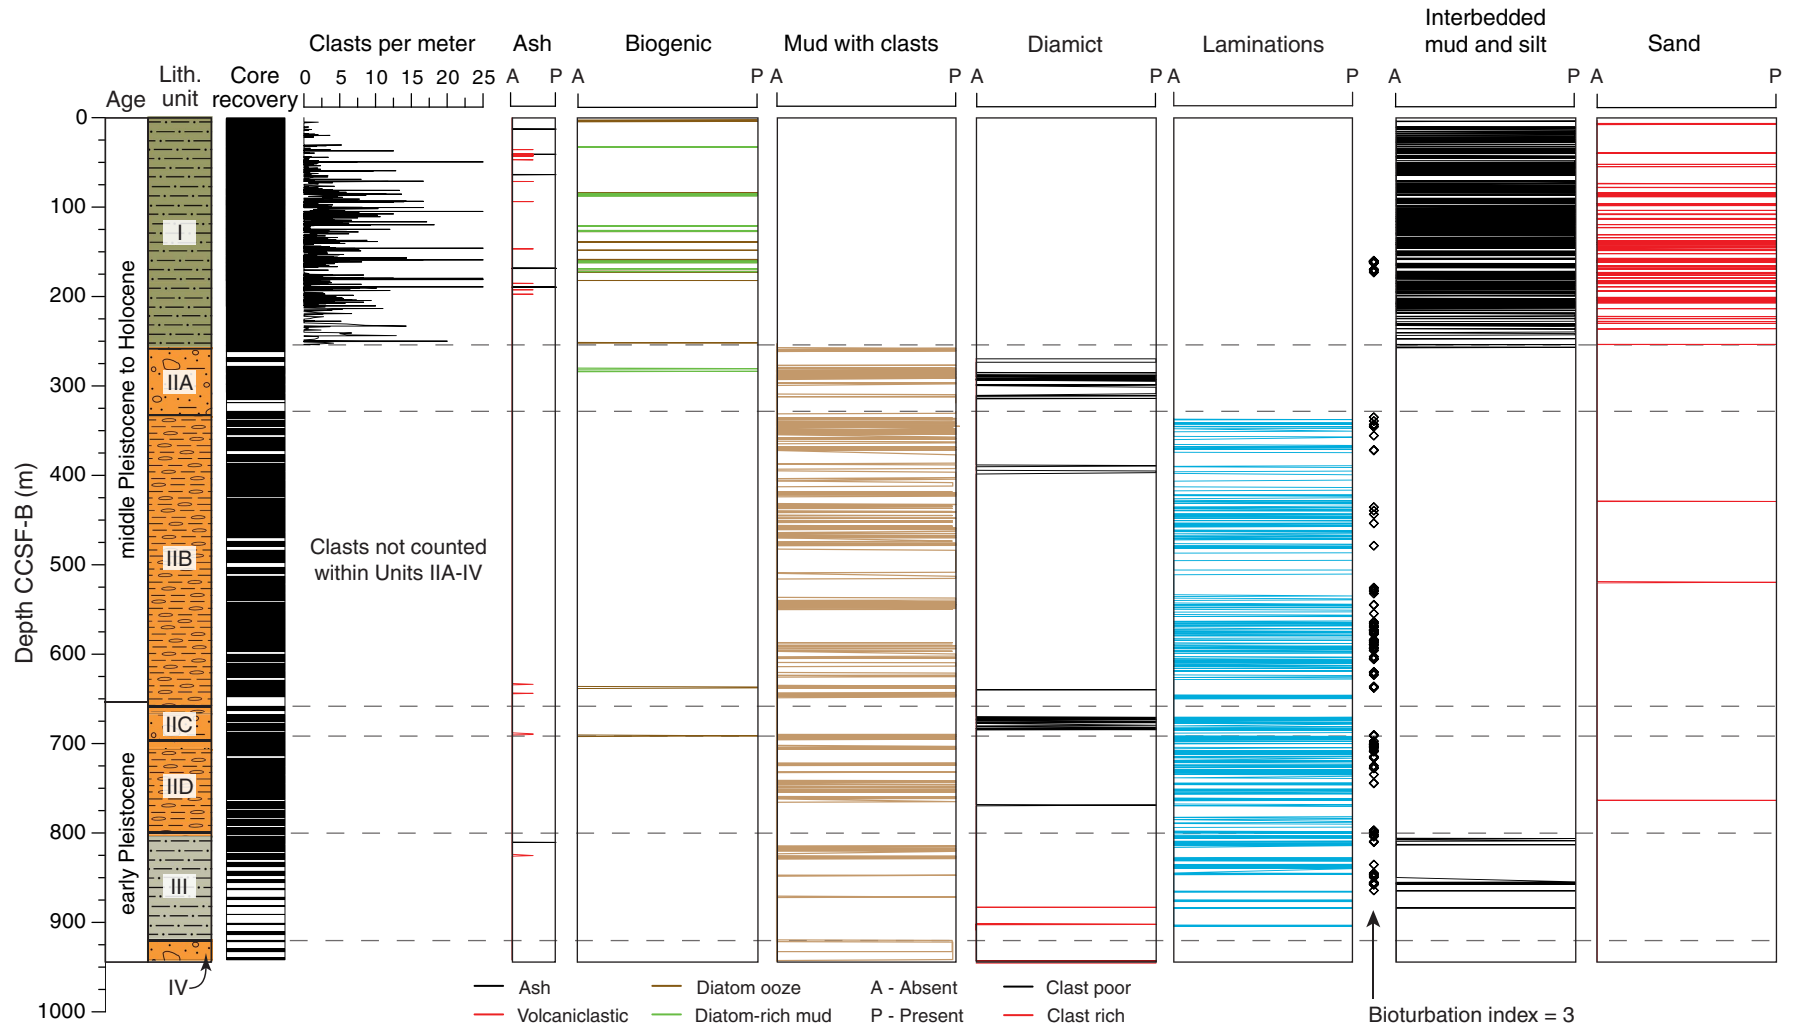 Interbedded
Clasts per meter Ash Biogenic Mud with clasts Diamict Laminations mud and silt Sand
Lith. Core 0 5 10 15 20 25 A P A P A P A P A P A P A P
Age unit recovery
0
100
I
200
300
IIA
400
500
IIB
Clasts not counted
within Units IIA-IV
600
700
IIC
IID
800
III
900
1000
IV
Depth CCSF-B (m)
middle Pleistocene to Holocene
early Pleistocene
Ash Diatom ooze A - Absent Clast poor
Volcaniclastic Diatom-rich mud P - Present Clast rich
Bioturbation index = 3